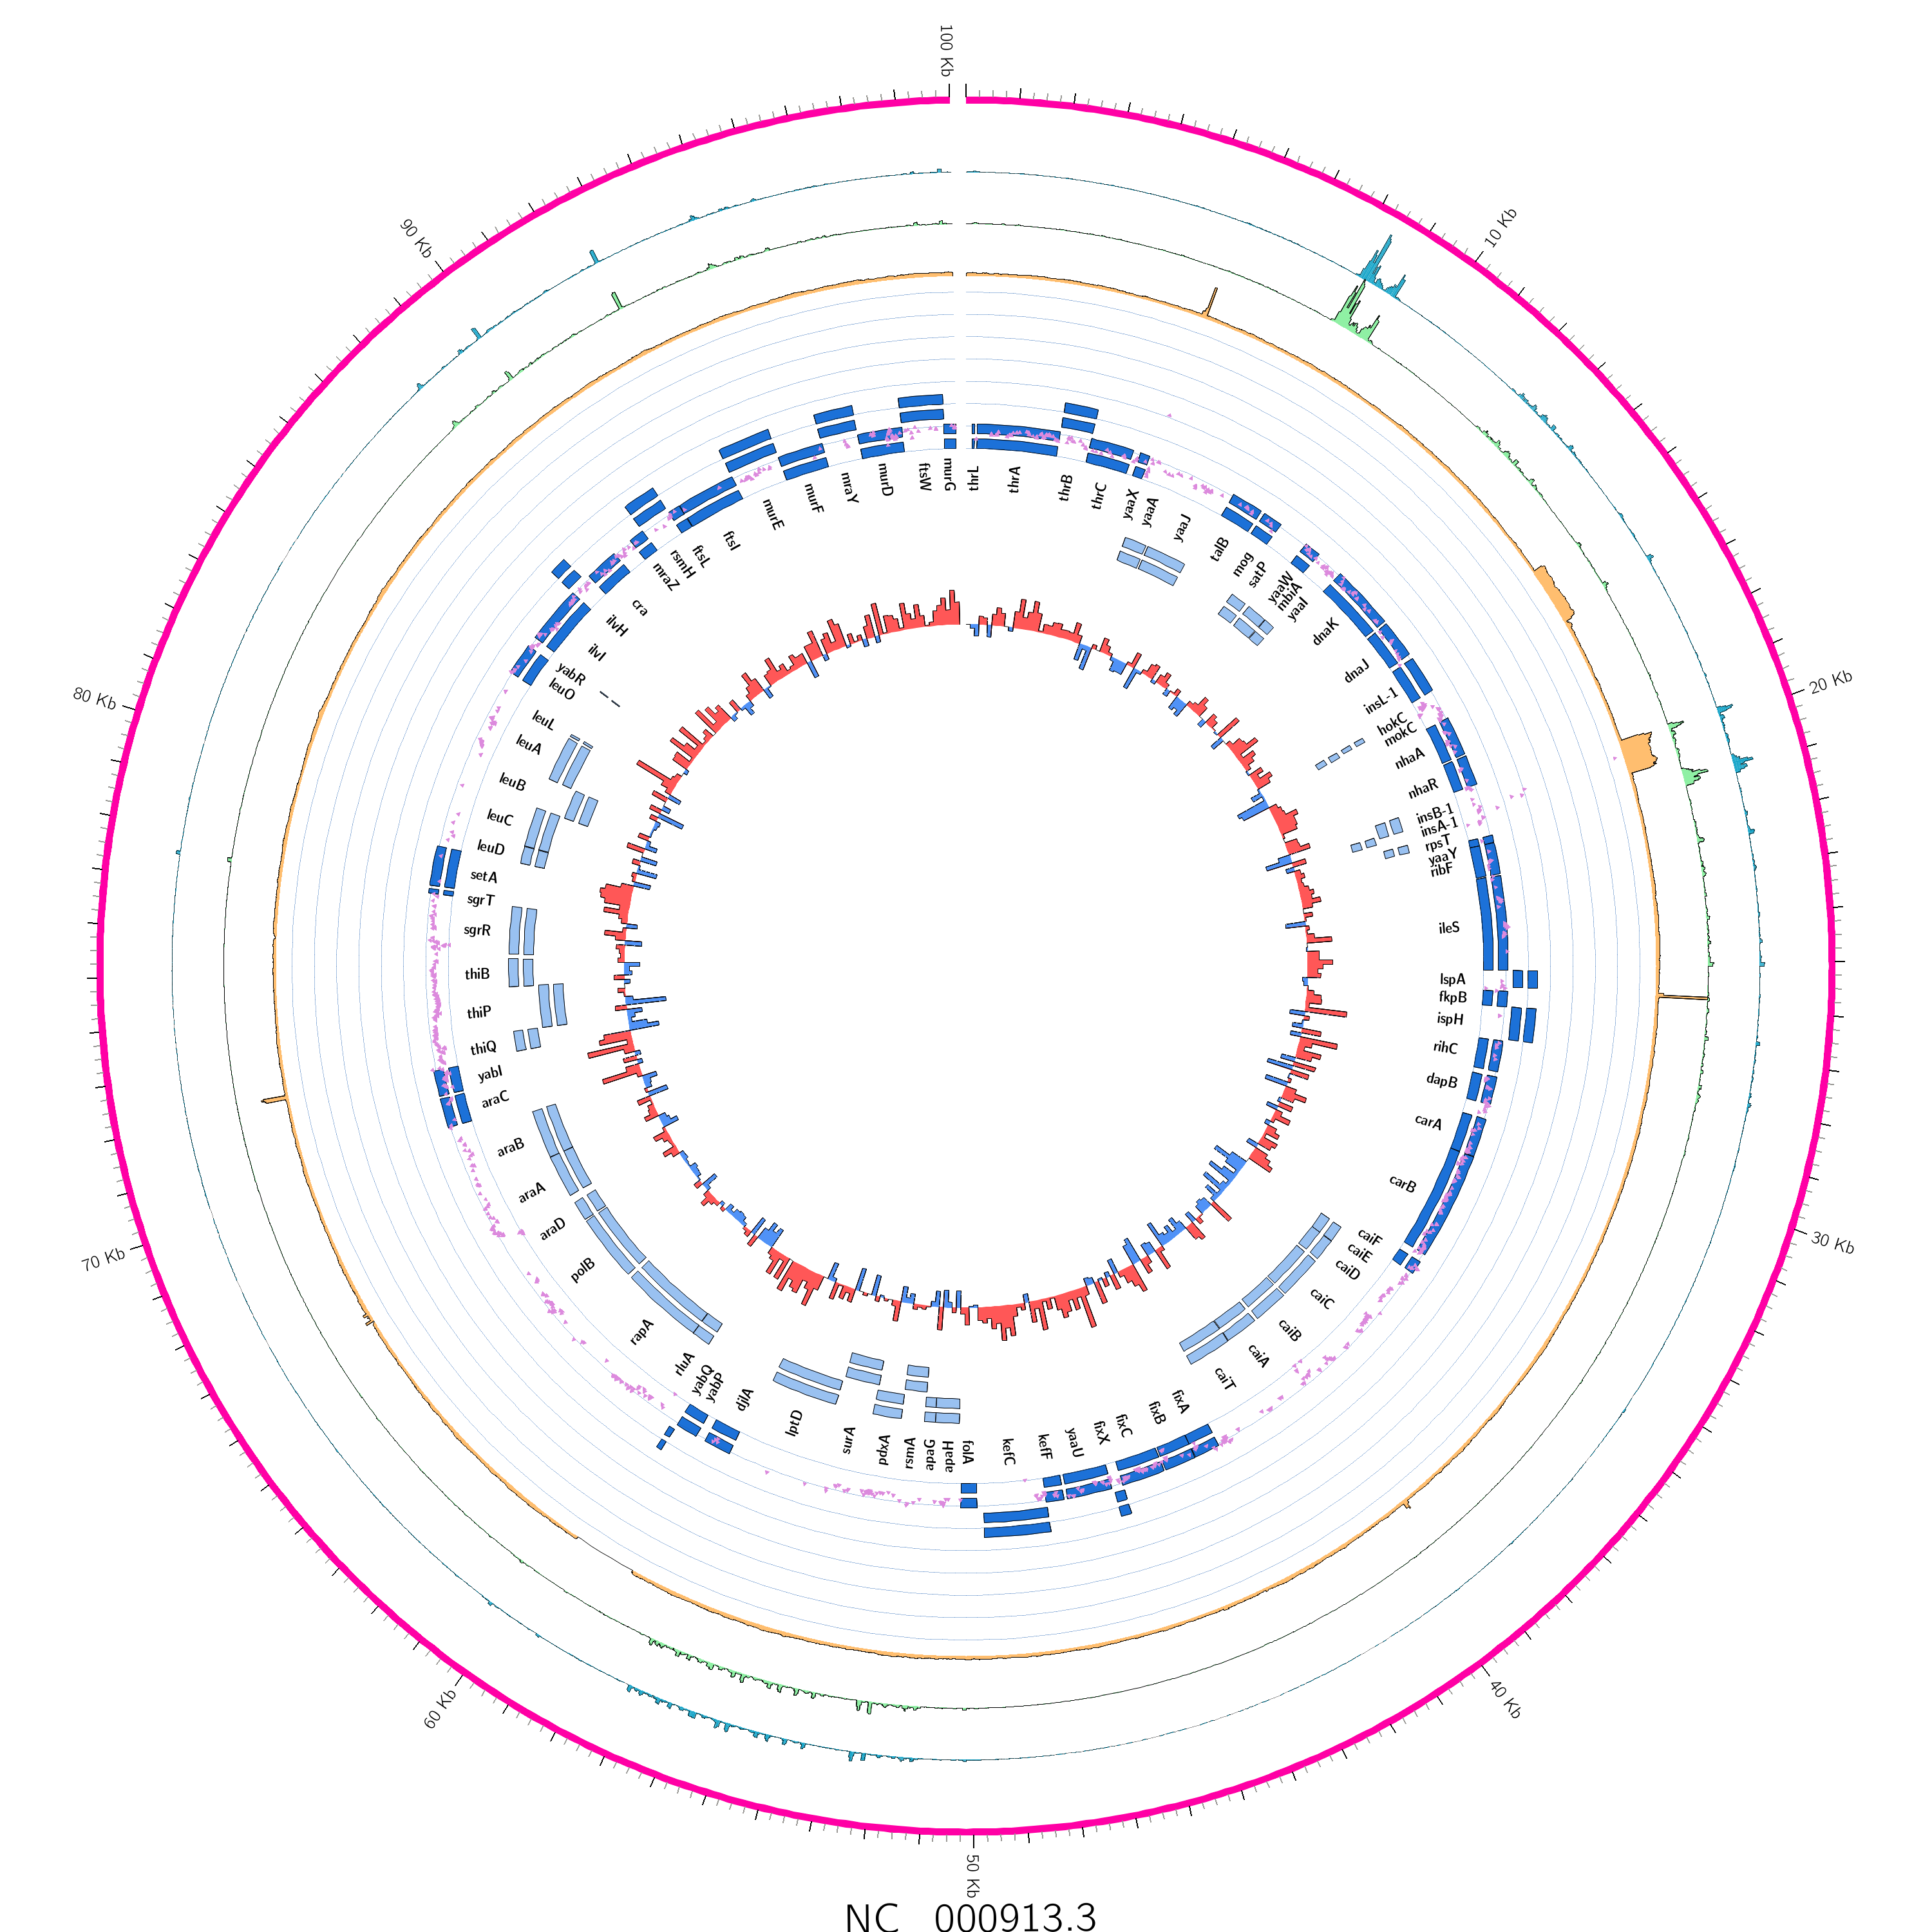 100 Kb
10 Kb
20 Kb
30 Kb
40 Kb
50 Kb
60 Kb
70 Kb
80 Kb
90 Kb
thrL
thrA
thrB
thrC
yaaX
yaaA
yaaJ
talB
mog
satP
yaaW
mbiA
yaaI
dnaK
dnaJ
insL-1
hokC
mokC
nhaA
nhaR
insB-1
insA-1
rpsT
yaaY
ribF
ileS
lspA
fkpB
ispH
rihC
dapB
carA
carB
caiF
caiE
caiD
caiC
caiB
caiA
caiT
fixA
fixB
fixC
fixX
yaaU
kefF
kefC
folA
apaH
apaG
rsmA
pdxA
surA
lptD
djlA
yabP
yabQ
rluA
rapA
polB
araD
araA
araB
araC
yabI
thiQ
thiP
thiB
sgrR
sgrT
setA
leuD
leuC
leuB
leuA
leuL
leuO
yabR
ilvI
ilvH
cra
mraZ
rsmH
ftsL
ftsI
murE
murF
mraY
murD
ftsW
murG
NC 000913.3